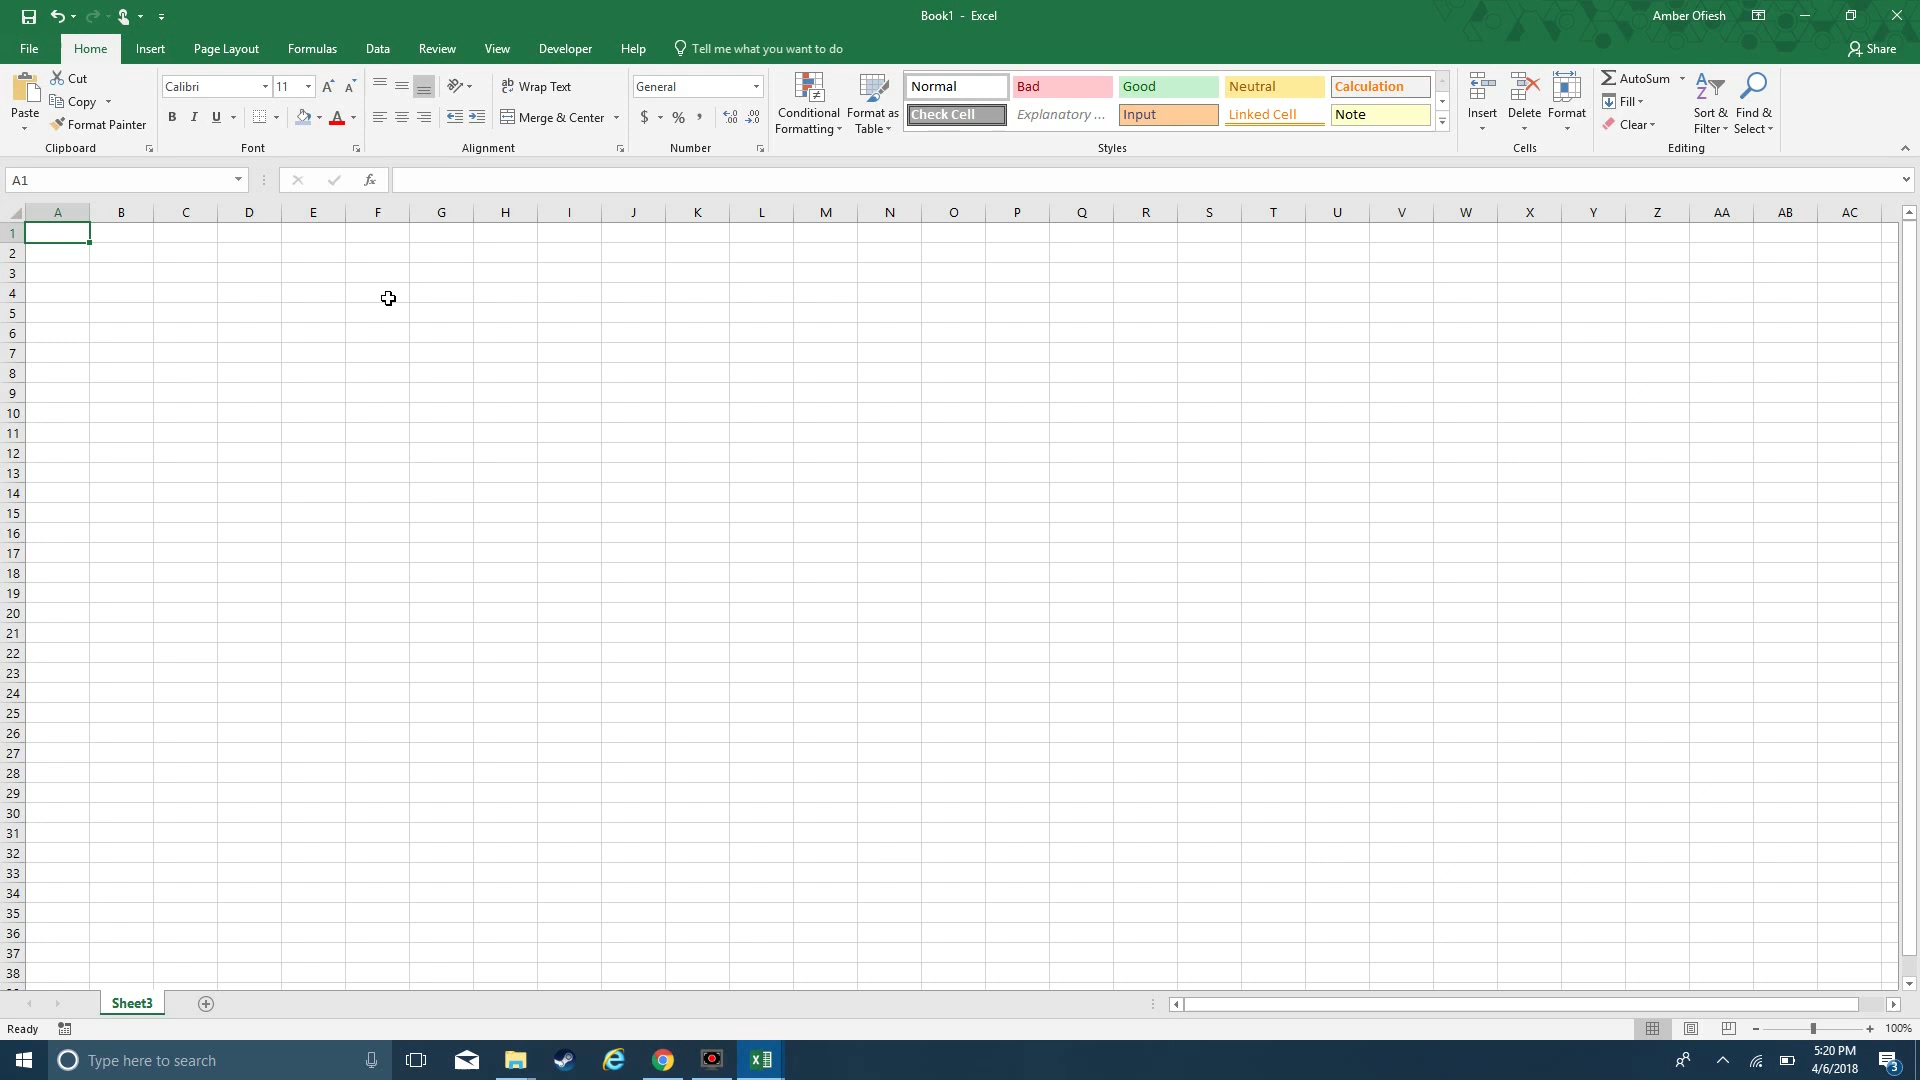 Book1 - Excel
Amber Ofiesh
File Home Insert Page Layout Formulas Data Review View Developer Help Tell me what you want to do Share
Paste
Cut
Copy
Format Painter
Clipboard
Calibri 11
B I U
Font
Wrap Text
Merge & Center
Alignment
General
$ % ,
Number
Conditional Formatting
Format as Table
Normal Bad Good Neutral Calculation
Check Cell Explanatory ... Input Linked Cell Note
Styles
Insert Delete Format
Cells
AutoSum
Fill
Clear
Sort & Filter
Find & Select
Editing
A1
fx
A B C D E F G H I J K L M N O P Q R S T U V W X Y Z AA AB AC
1
2
3
4
5
6
7
8
9
10
11
12
13
14
15
16
17
18
19
20
21
22
23
24
25
26
27
28
29
30
31
32
33
34
35
36
37
38
Sheet3
Ready
100%
Type here to search
5:20 PM
4/6/2018
3